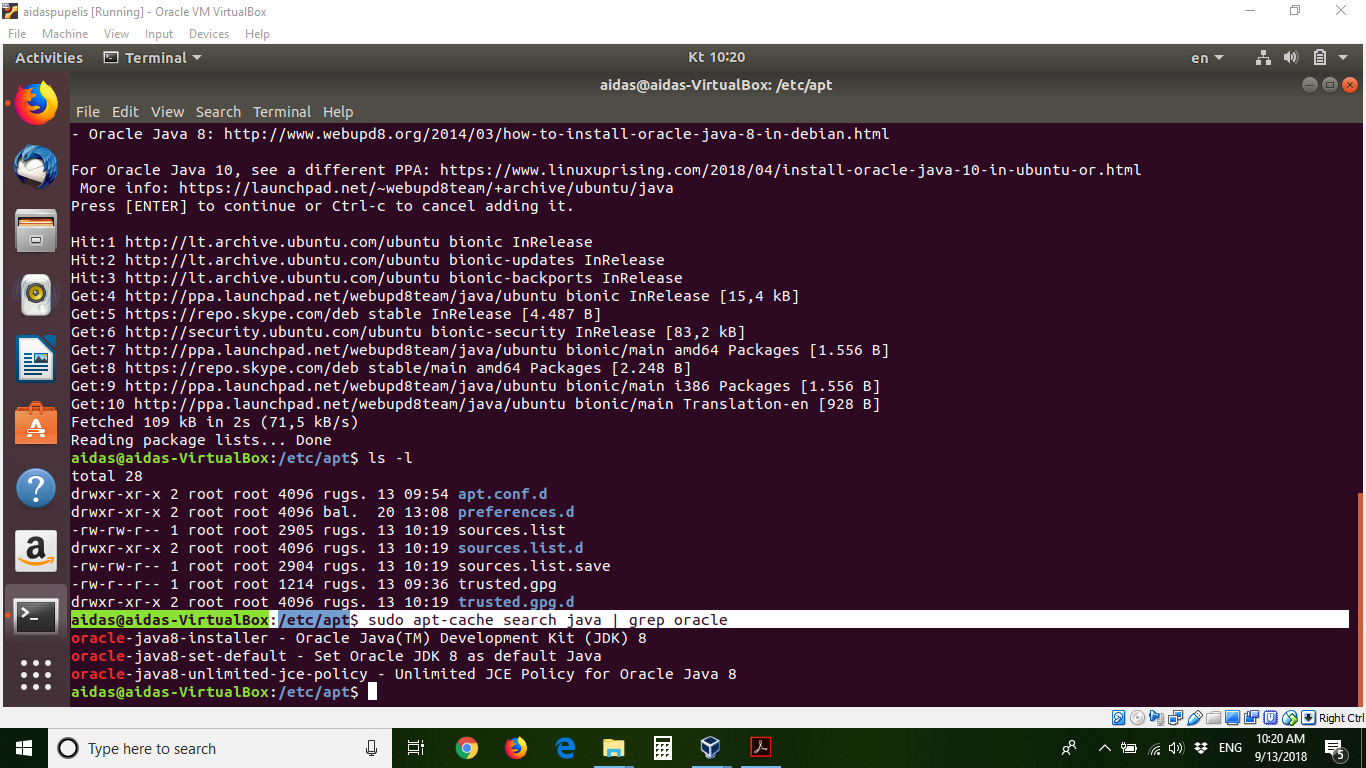 aidaspupelis [Running] - Oracle VM VirtualBox
File Machine View Input Devices Help
Activities Terminal Kt 10:20 en
aidas@aidas-VirtualBox: /etc/apt
File Edit View Search Terminal Help
- Oracle Java 8: http://www.webupd8.org/2014/03/how-to-install-oracle-java-8-in-debian.html
For Oracle Java 10, see a different PPA: https://www.linuxuprising.com/2018/04/install-oracle-java-10-in-ubuntu-or.html
More info: https://launchpad.net/~webupd8team/+archive/ubuntu/java
Press [ENTER] to continue or Ctrl-c to cancel adding it.
Hit:1 http://lt.archive.ubuntu.com/ubuntu bionic InRelease
Hit:2 http://lt.archive.ubuntu.com/ubuntu bionic-updates InRelease
Hit:3 http://lt.archive.ubuntu.com/ubuntu bionic-backports InRelease
Get:4 http://ppa.launchpad.net/webupd8team/java/ubuntu bionic InRelease [15,4 kB]
Get:5 https://repo.skype.com/deb stable InRelease [4.487 B]
Get:6 http://security.ubuntu.com/ubuntu bionic-security InRelease [83,2 kB]
Get:7 http://ppa.launchpad.net/webupd8team/java/ubuntu bionic/main amd64 Packages [1.556 B]
Get:8 https://repo.skype.com/deb stable/main amd64 Packages [2.248 B]
Get:9 http://ppa.launchpad.net/webupd8team/java/ubuntu bionic/main i386 Packages [1.556 B]
Get:10 http://ppa.launchpad.net/webupd8team/java/ubuntu bionic/main Translation-en [928 B]
Fetched 109 kB in 2s (71,5 kB/s)
Reading package lists... Done
aidas@aidas-VirtualBox:/etc/apt$ ls -l
total 28
drwxr-xr-x 2 root root 4096 rugs. 13 09:54 apt.conf.d
drwxr-xr-x 2 root root 4096 bal.  20 13:08 preferences.d
-rw-rw-r-- 1 root root 2905 rugs. 13 10:19 sources.list
drwxr-xr-x 2 root root 4096 rugs. 13 10:19 sources.list.d
-rw-rw-r-- 1 root root 2904 rugs. 13 10:19 sources.list.save
-rw-r--r-- 1 root root 1214 rugs. 13 09:36 trusted.gpg
drwxr-xr-x 2 root root 4096 rugs. 13 10:19 trusted.gpg.d
aidas@aidas-VirtualBox:/etc/apt$ sudo apt-cache search java | grep oracle
oracle-java8-installer - Oracle Java(TM) Development Kit (JDK) 8
oracle-java8-set-default - Set Oracle JDK 8 as default Java
oracle-java8-unlimited-jce-policy - Unlimited JCE Policy for Oracle Java 8
aidas@aidas-VirtualBox:/etc/apt$
Right Ctrl
Type here to search
ENG
10:20 AM
9/13/2018
5